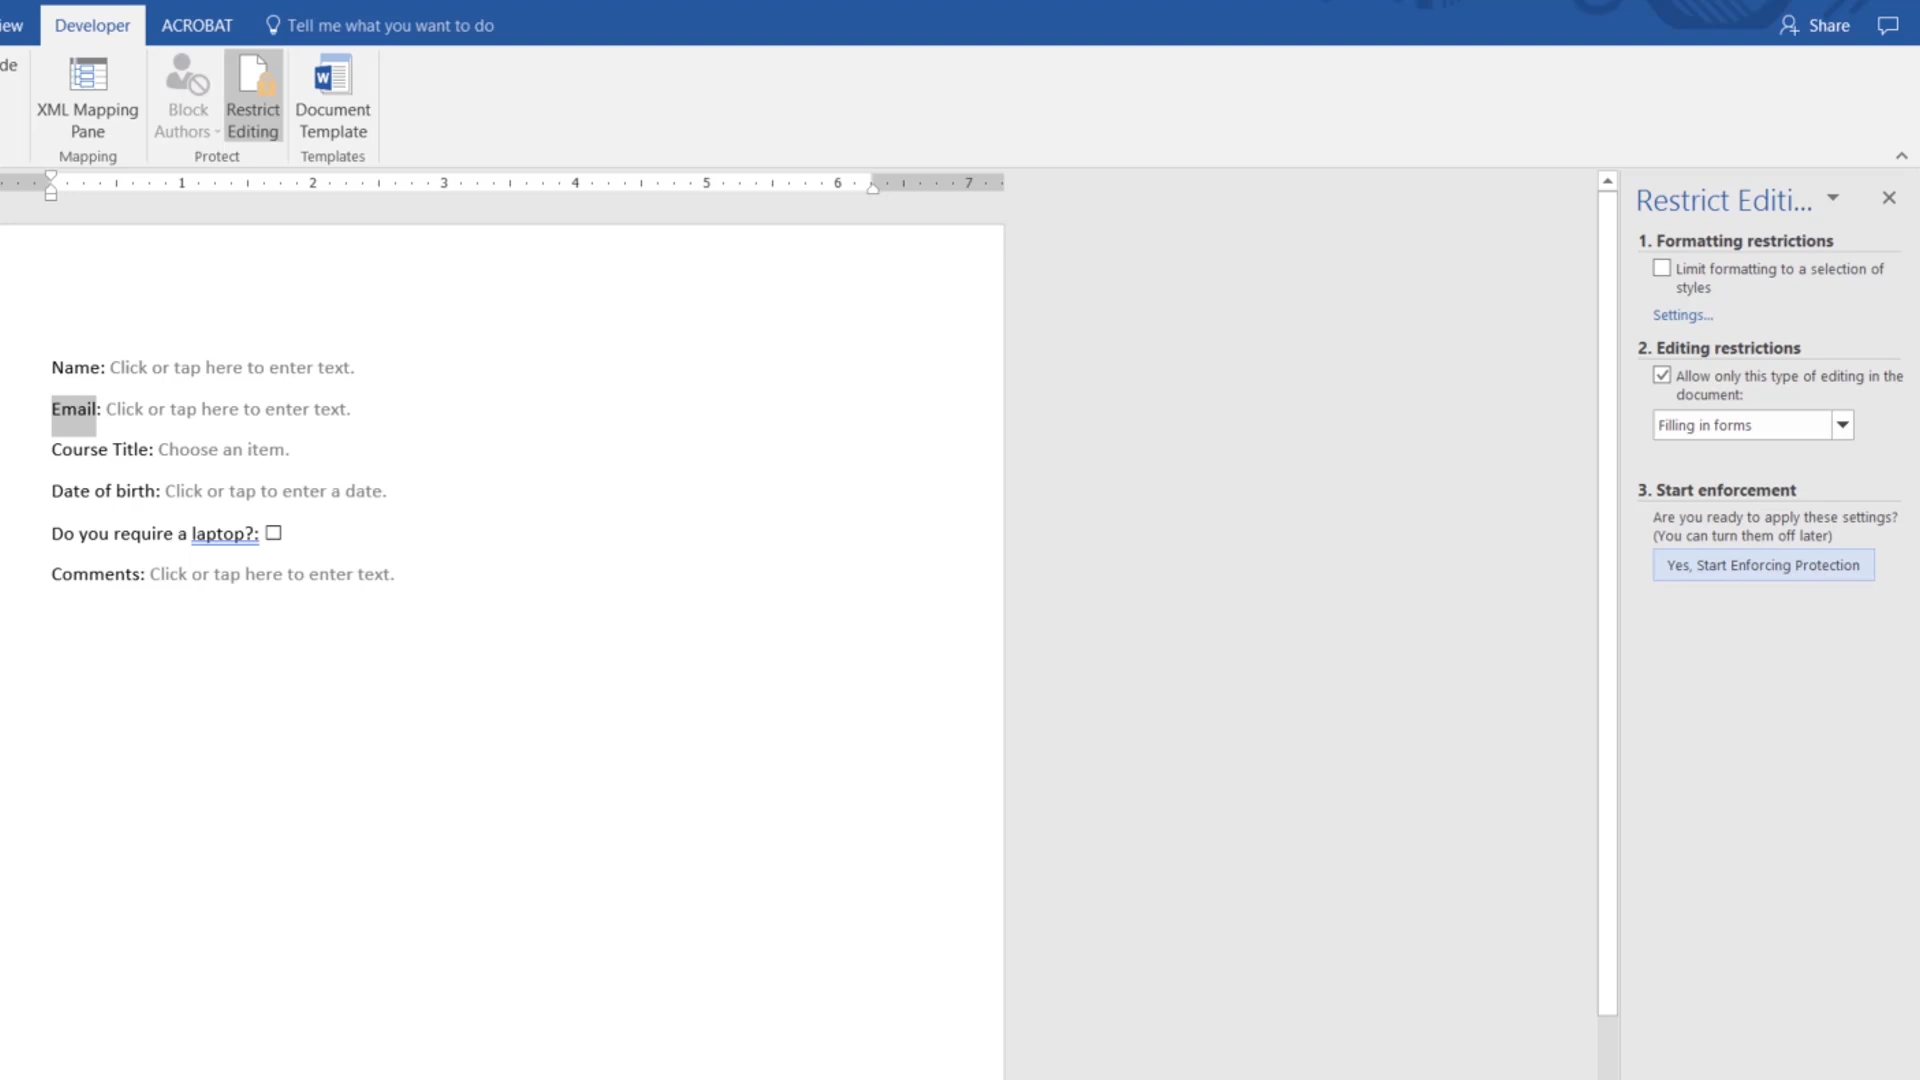 iew Developer ACROBAT Tell me what you want to do Share
de
XML Mapping Pane
Block Authors
Restrict Editing
Document Template
Mapping Protect Templates
1 2 3 4 5 6 7
Name: Click or tap here to enter text.
Email: Click or tap here to enter text.
Course Title: Choose an item.
Date of birth: Click or tap to enter a date.
Do you require a laptop?: ☐
Comments: Click or tap here to enter text.
Restrict Editi...
1. Formatting restrictions
Limit formatting to a selection of
styles
Settings...
2. Editing restrictions
Allow only this type of editing in the
document:
Filling in forms
3. Start enforcement
Are you ready to apply these settings?
(You can turn them off later)
Yes, Start Enforcing Protection